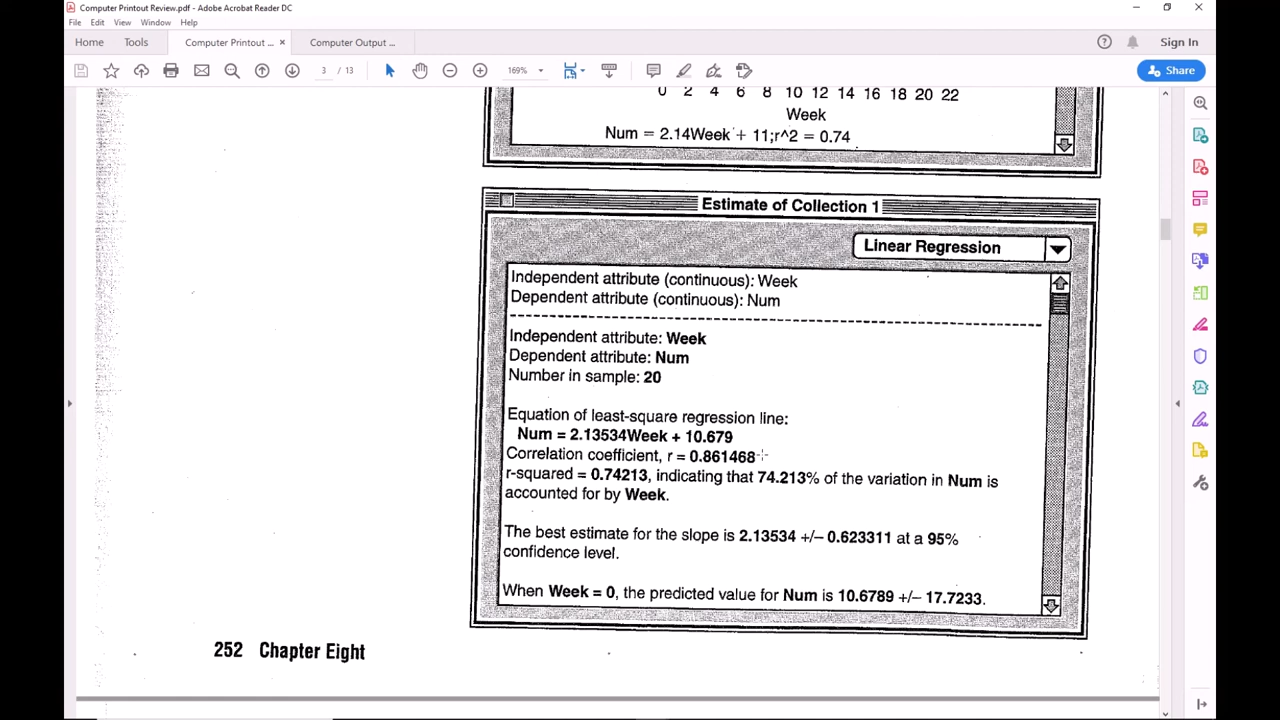 Computer Printout Review.pdf - Adobe Acrobat Reader DC
File Edit View Window Help
Home Tools Computer Printout ... × Computer Output ... Sign In
3 / 13 169% Share
0 2 4 6 8 10 12 14 16 18 20 22
Week
Num = 2.14Week + 11;r^2 = 0.74
Estimate of Collection 1
Linear Regression
Independent attribute (continuous): Week
Dependent attribute (continuous): Num
Independent attribute: Week
Dependent attribute: Num
Number in sample: 20
Equation of least-square regression line:
Num = 2.13534Week + 10.679
Correlation coefficient, r = 0.861468
r-squared = 0.74213, indicating that 74.213% of the variation in Num is
accounted for by Week.
The best estimate for the slope is 2.13534 +/– 0.623311 at a 95%
confidence level.
When Week = 0, the predicted value for Num is 10.6789 +/– 17.7233.
252 Chapter Eight